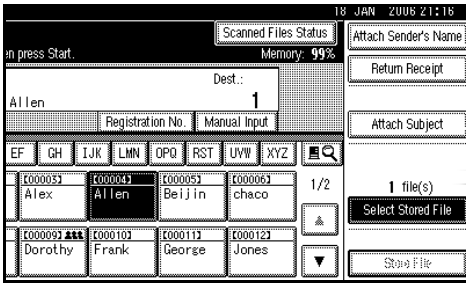 18 JAN 2006 21:16
Scanned Files Status
Attach Sender's Name
en press Start.
Memory: 99%
Return Receipt
Dest.:
Allen
1
Registration No.
Manual Input
Attach Subject
EF
GH
IJK
LMN
OPQ
RST
UVW
XYZ
[00003]
Alex
[00004]
Allen
[00005]
Beijin
[00006]
chaco
1/2
1 file(s)
Select Stored File
▲
[00009]
Dorothy
[00010]
Frank
[00011]
George
[00012]
Jones
▼
Store File